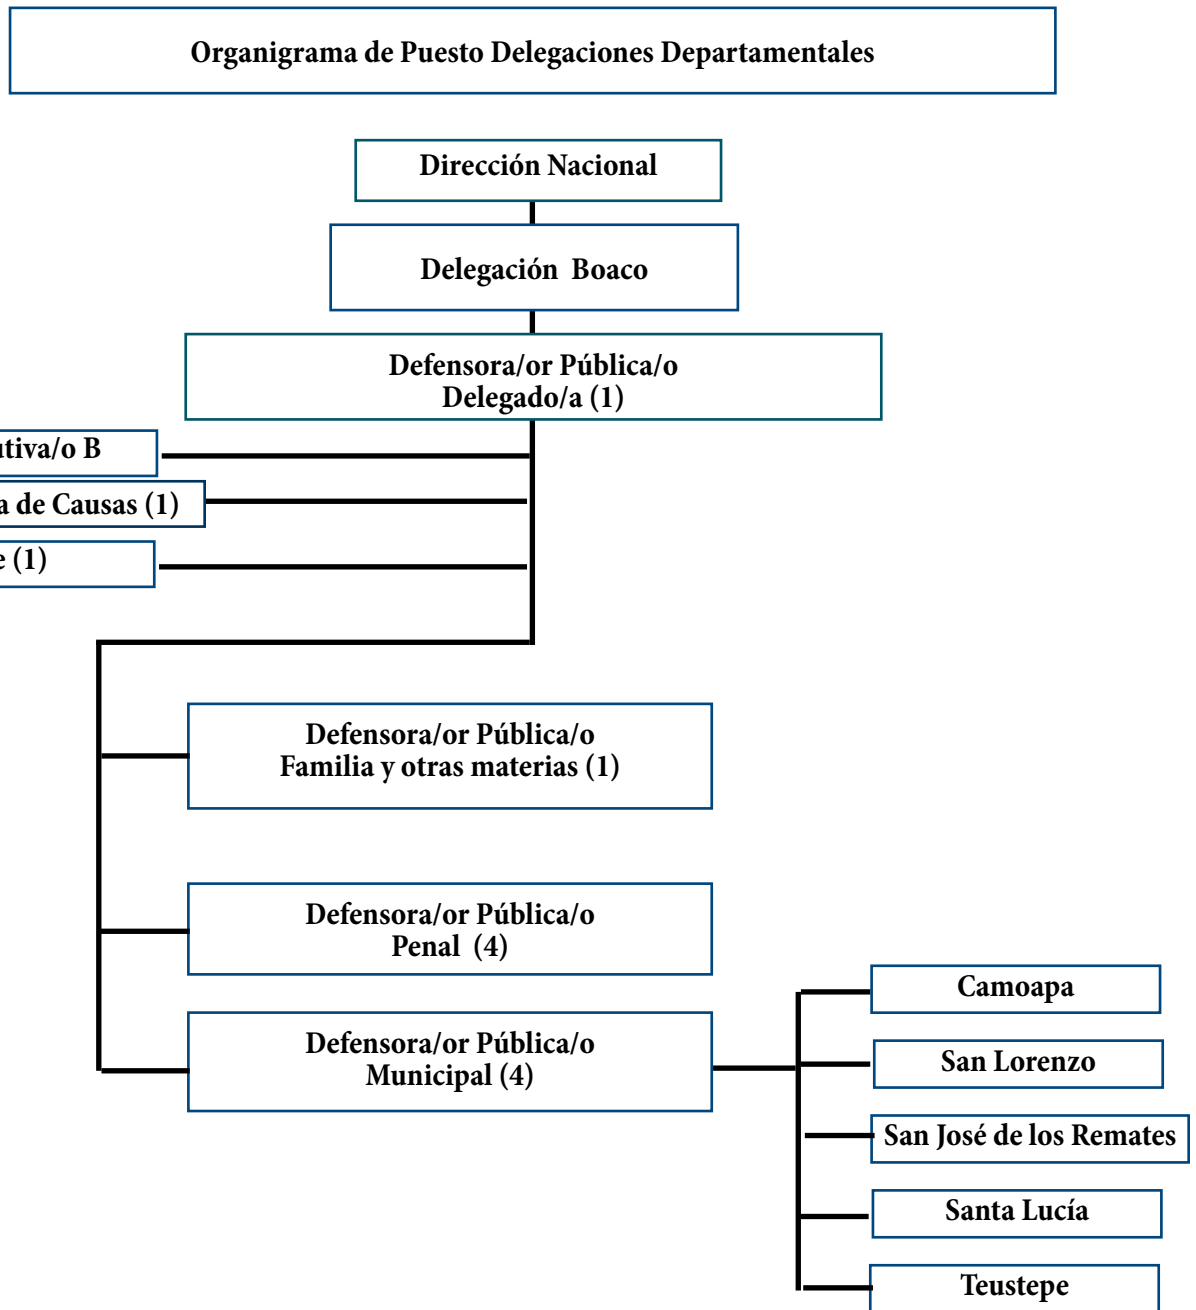 Organigrama de Puesto Delegaciones Departamentales
Dirección Nacional
Delegación Boaco
Defensora/or Pública/o
Delegado/a (1)
B
de Causas (1)
(1)
Defensora/or Pública/o
Familia y otras materias (1)
Defensora/or Pública/o
Penal (4)
Defensora/or Pública/o
Municipal (4)
Camoapa
San Lorenzo
San José de los Remates
Santa Lucía
Teustepe